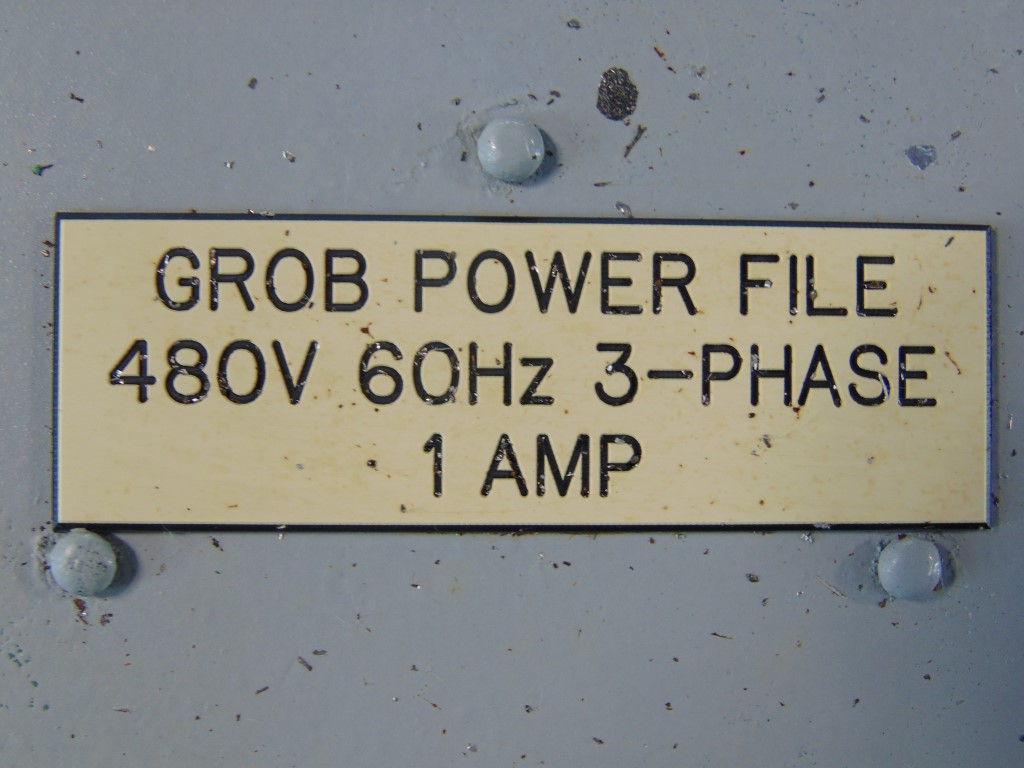 GROB POWER FILE
480V 60Hz 3-PHASE
1 AMP